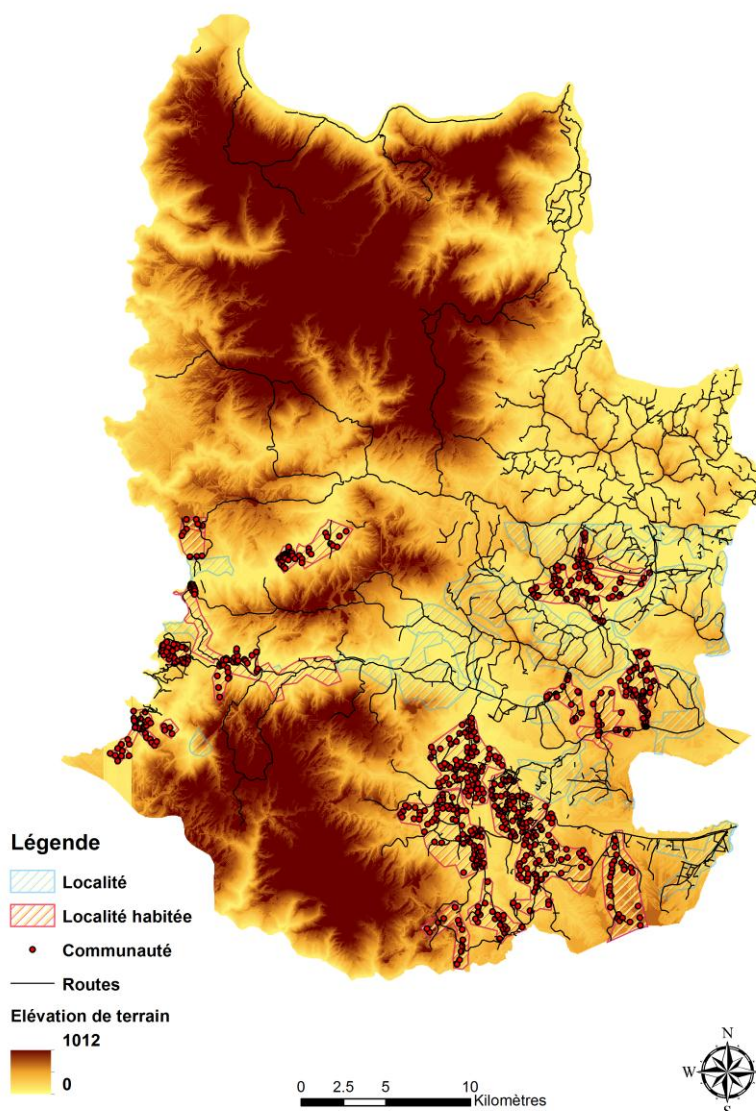 Légende
Localité
Localité habitée
Communauté
Routes
Elévation de terrain
1012
0
0 2.5 5 10
Kilomètres
N
W E
S